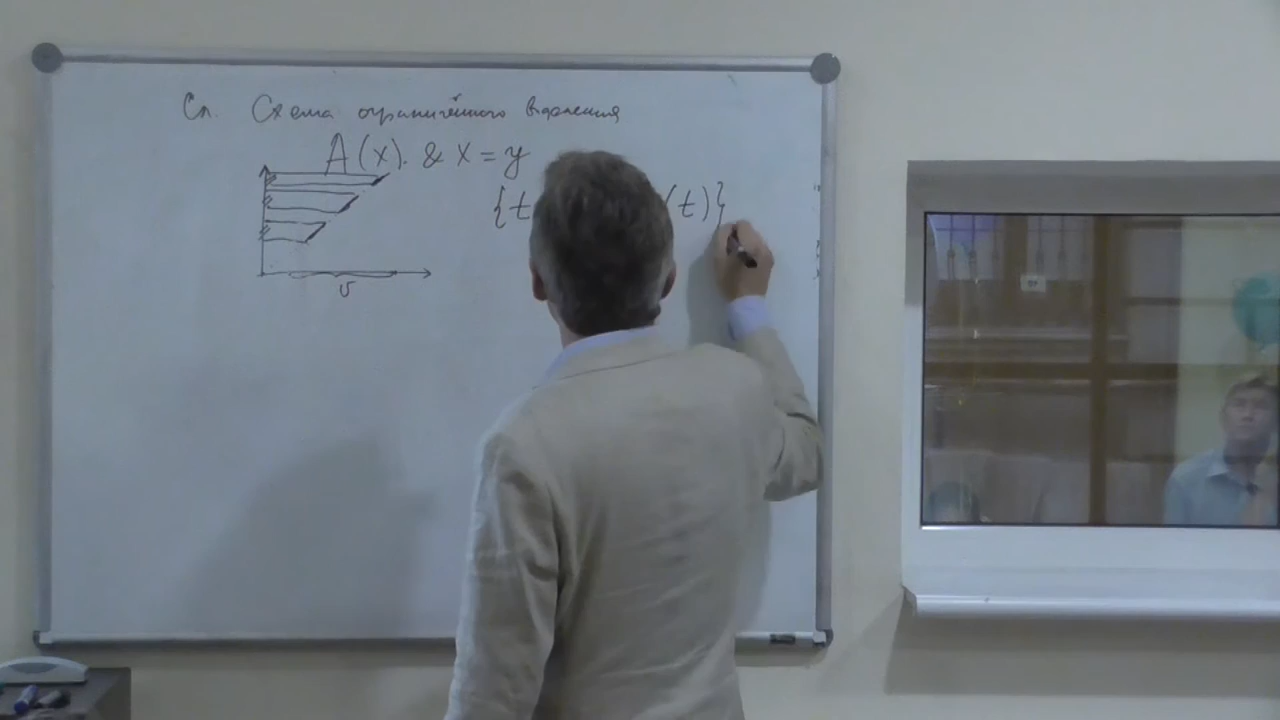 Сл. Схема ограниченного выделения
A(x). & x = y
{t (t)}
v